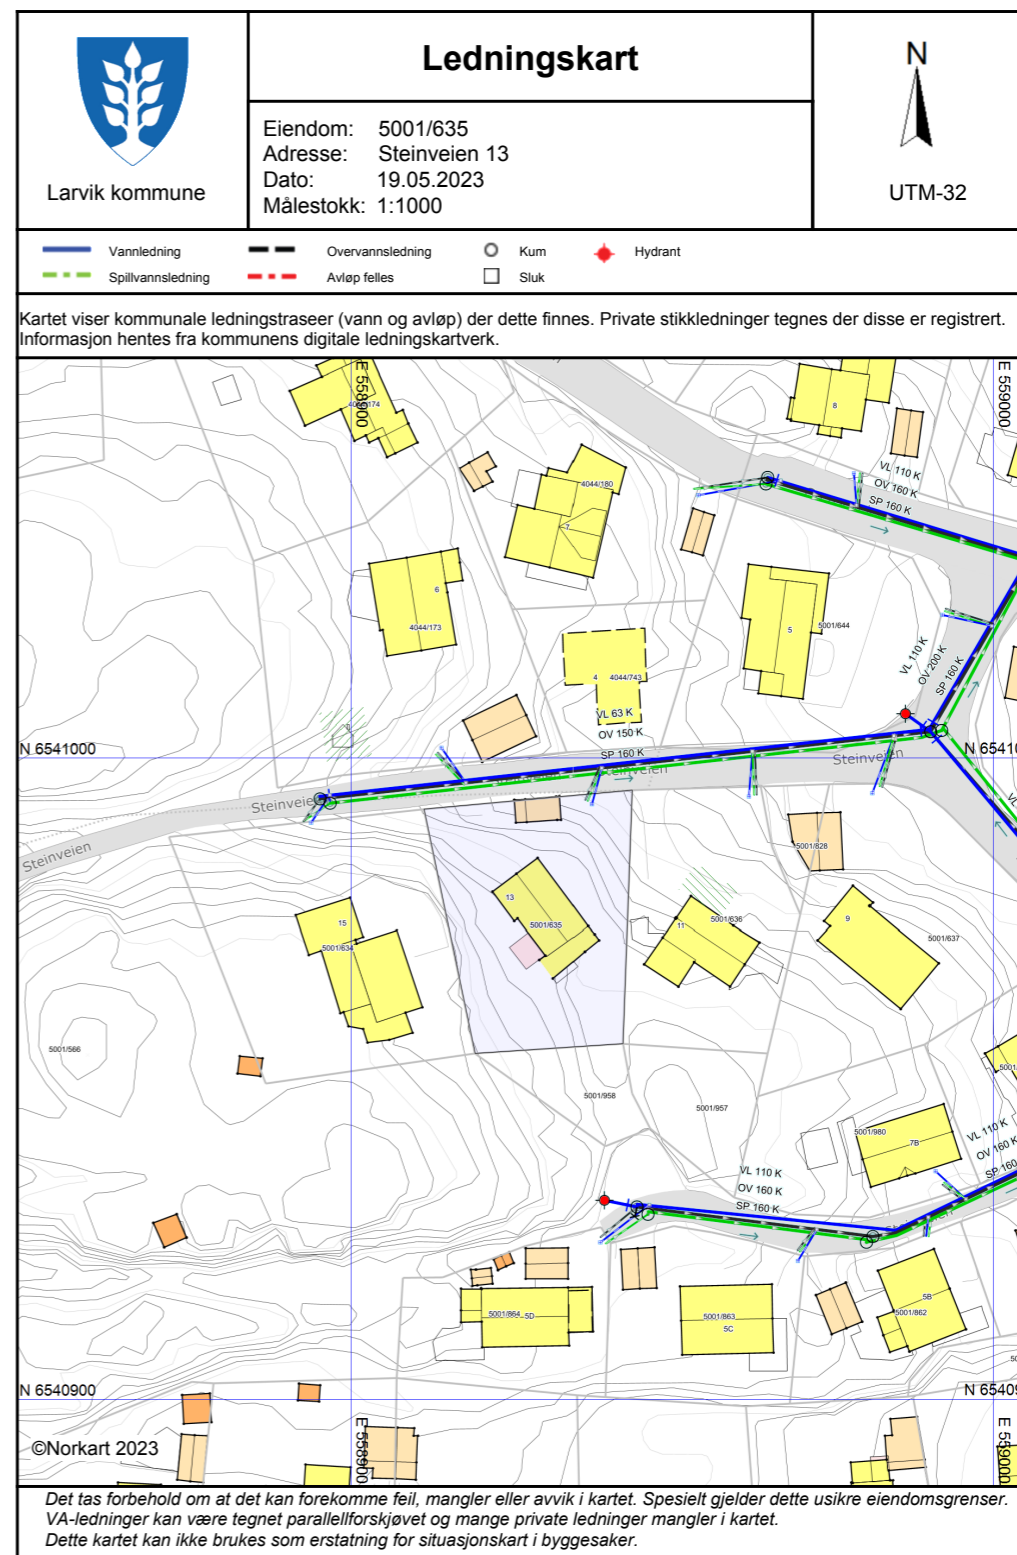 Larvik kommune
Ledningskart
Eiendom: 5001/635
Adresse: Steinveien 13
Dato: 19.05.2023
Målestokk: 1:1000
N
UTM-32
Vannledning
Overvannsledning
Kum
Hydrant
Spillvannsledning
Avløp felles
Sluk
Kartet viser kommunale ledningstraseer (vann og avløp) der dette finnes. Private stikkledninger tegnes der disse er registrert.
Informasjon hentes fra kommunens digitale ledningskartverk.
E 558900
E 559000
8
VL 110 K
OV 160 K
SP 160 K
4044/180
7
6
4044/173
5
5001/644
4
4044/743
VL 110 K
OV 200 K
SP 160 K
VL 63 K
OV 150 K
SP 160 K
N 6541000
Steinveien
Steinveien
Steinveien
Steinveien
5001/828
13
5001/635
15
5001/634
11
5001/636
9
5001/637
5001/566
5001/958
5001/957
5001/980
7B
VL 110 K
OV 160 K
SP 160
VL 110 K
OV 160 K
SP 160 K
Steinveien
5001/864
5D
5001/863
5C
5B
5001/862
N 6540900
E 558900
E 559000
©Norkart 2023
Det tas forbehold om at det kan forekomme feil, mangler eller avvik i kartet. Spesielt gjelder dette usikre eiendomsgrenser.
VA-ledninger kan være tegnet parallellforskjøvet og mange private ledninger mangler i kartet.
Dette kartet kan ikke brukes som erstatning for situasjonskart i byggesaker.